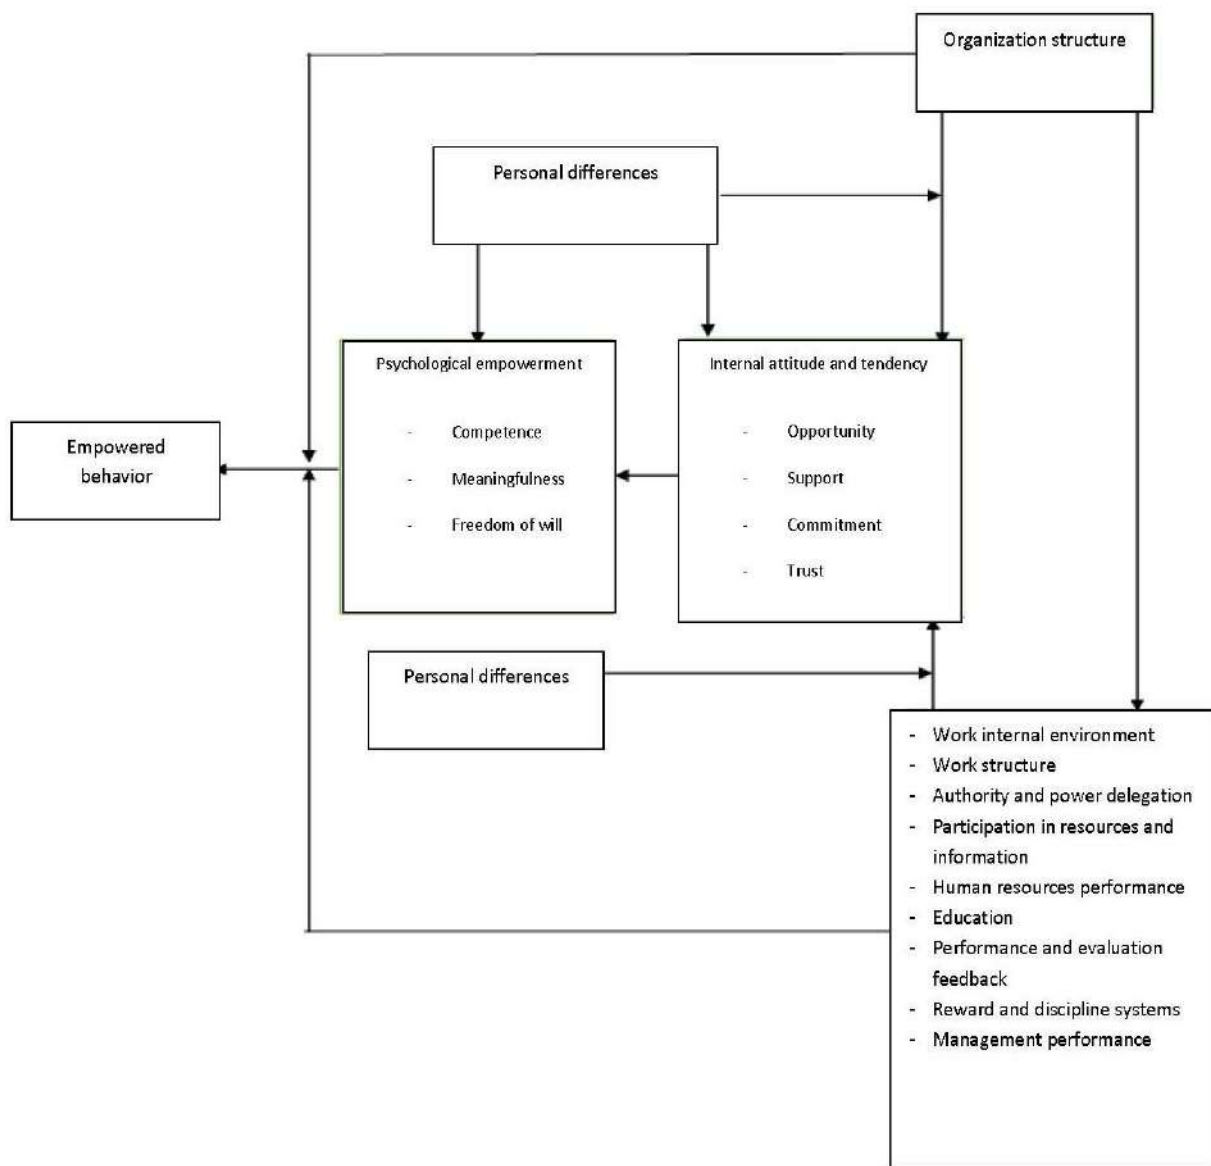 Organization structure
Personal differences
Psychological empowerment
- Competence
- Meaningfulness
- Freedom of will
Internal attitude and tendency
- Opportunity
- Support
- Commitment
- Trust
Empowered
behavior
Personal differences
- Work internal environment
- Work structure
- Authority and power delegation
- Participation in resources and
information
- Human resources performance
- Education
- Performance and evaluation
feedback
- Reward and discipline systems
- Management performance